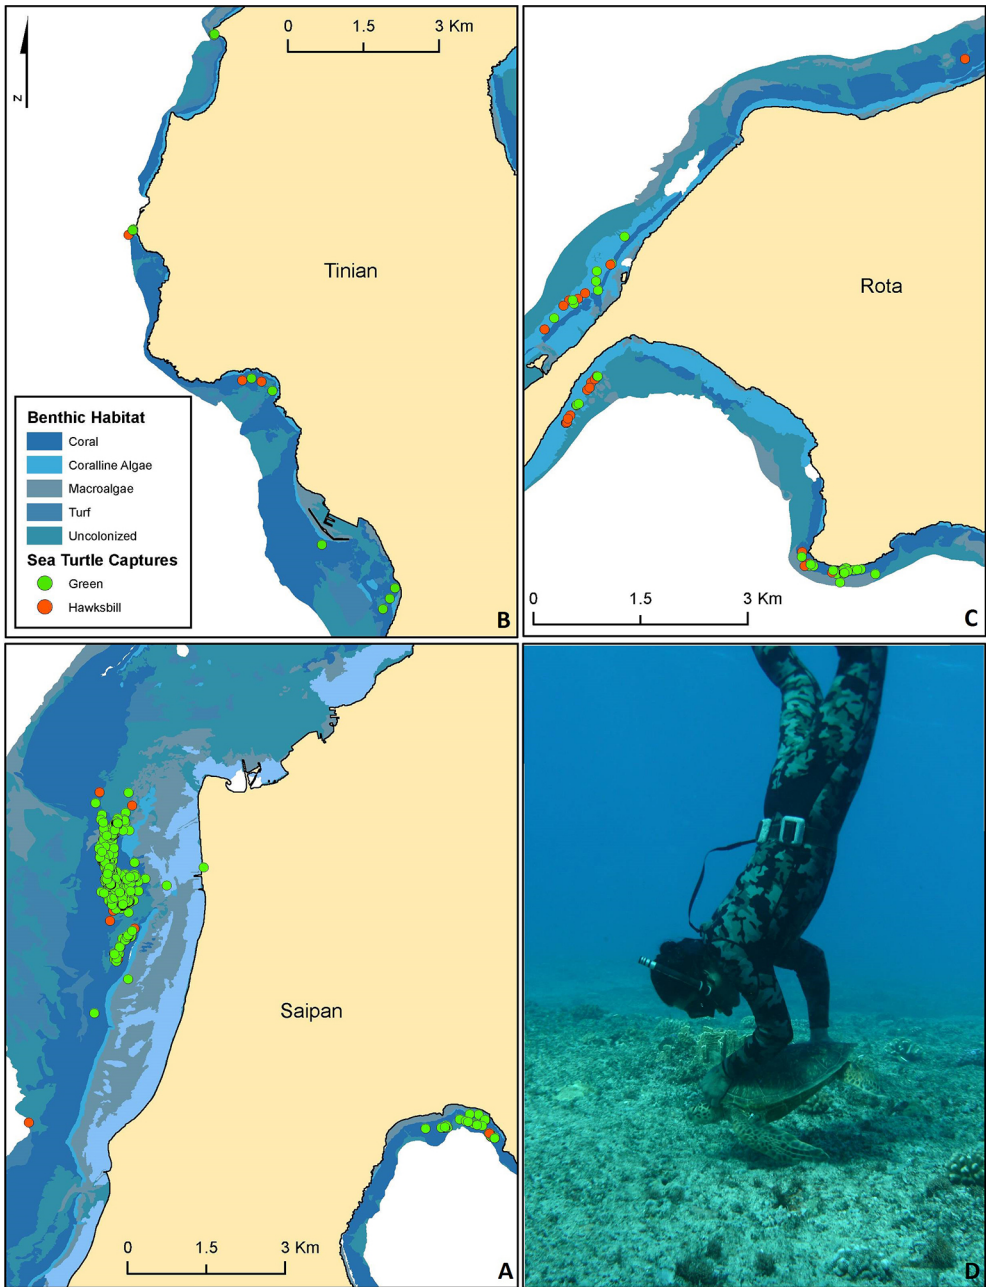 0 1.5 3 Km
N
Tinian
Benthic Habitat
Coral
Coralline Algae
Macroalgae
Turf
Uncolonized
Sea Turtle Captures
Green
Hawksbill
B
Rota
0 1.5 3 Km
C
Saipan
0 1.5 3 Km
A
D